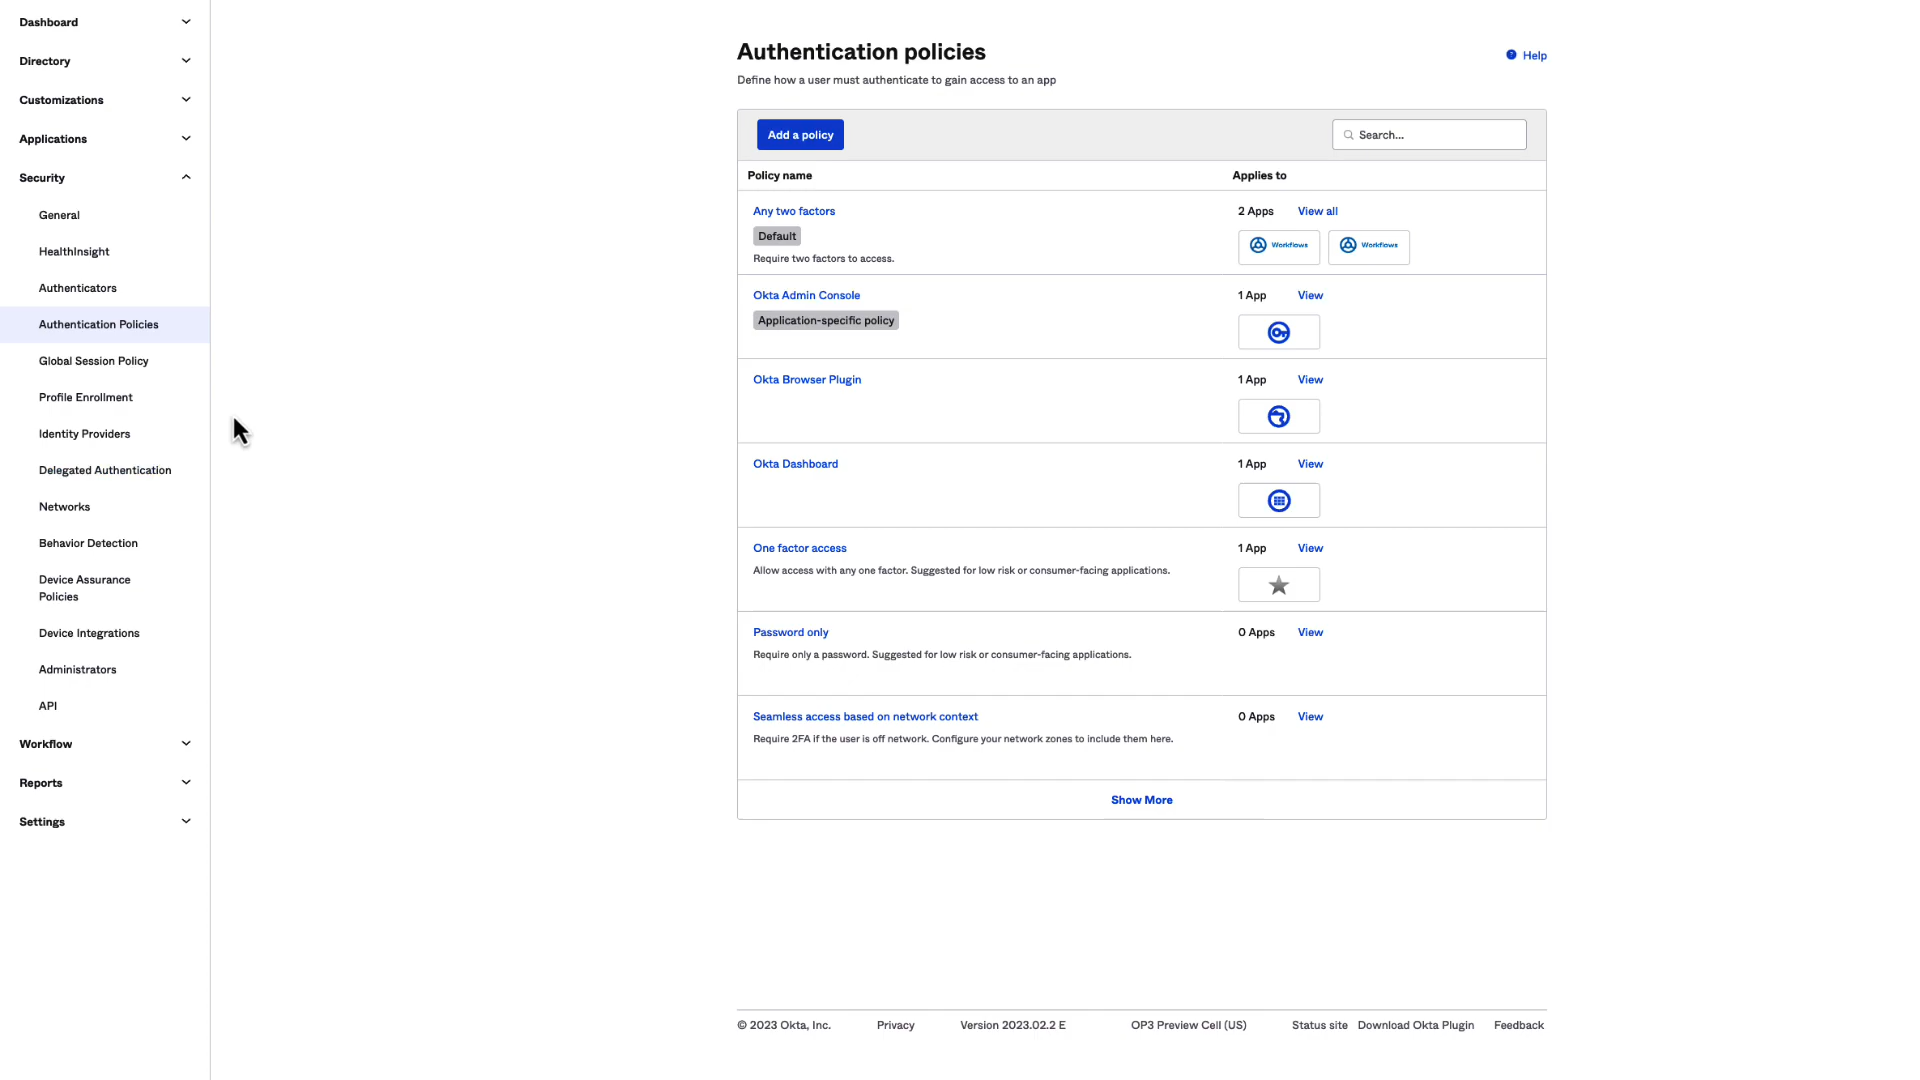 Dashboard
Directory
Customizations
Applications
Security
General
HealthInsight
Authenticators
Authentication Policies
Global Session Policy
Profile Enrollment
Identity Providers
Delegated Authentication
Networks
Behavior Detection
Device Assurance
Policies
Device Integrations
Administrators
API
Workflow
Reports
Settings
Authentication policies
Help
Define how a user must authenticate to gain access to an app
Add a policy
Search...
Policy name Applies to
Any two factors 2 Apps View all
Default
Workflows Workflows
Require two factors to access.
Okta Admin Console 1 App View
Application-specific policy
Okta Browser Plugin 1 App View
Okta Dashboard 1 App View
One factor access 1 App View
Allow access with any one factor. Suggested for low risk or consumer-facing applications.
Password only 0 Apps View
Require only a password. Suggested for low risk or consumer-facing applications.
Seamless access based on network context 0 Apps View
Require 2FA if the user is off network. Configure your network zones to include them here.
Show More
© 2023 Okta, Inc. Privacy Version 2023.02.2 E OP3 Preview Cell (US) Status site Download Okta Plugin Feedback